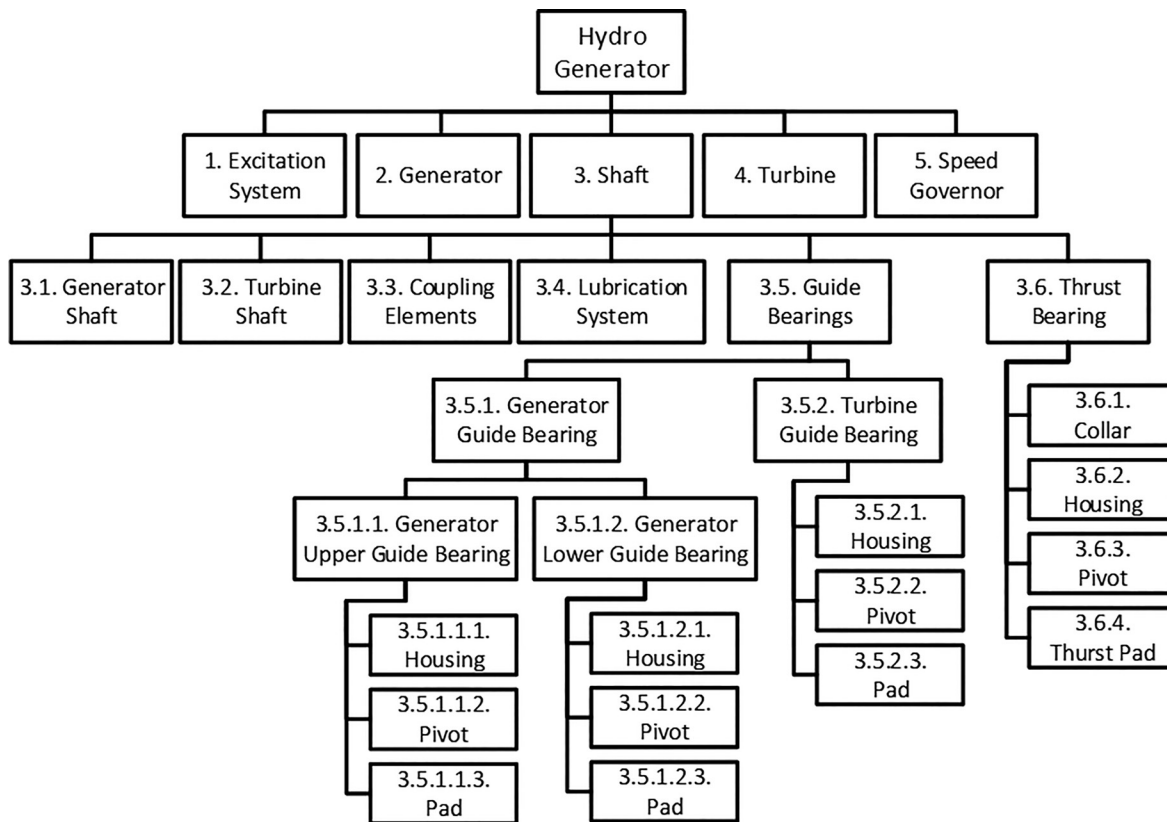 Hydro
Generator
1. Excitation
System
2. Generator
3. Shaft
4. Turbine
5. Speed
Governor
3.1. Generator
Shaft
3.2. Turbine
Shaft
3.3. Coupling
Elements
3.4. Lubrication
System
3.5. Guide
Bearings
3.6. Thrust
Bearing
3.5.1. Generator
Guide Bearing
3.5.2. Turbine
Guide Bearing
3.6.1.
Collar
3.6.2.
Housing
3.6.3.
Pivot
3.6.4.
Thurst Pad
3.5.1.1. Generator
Upper Guide Bearing
3.5.1.2. Generator
Lower Guide Bearing
3.5.2.1.
Housing
3.5.2.2.
Pivot
3.5.2.3.
Pad
3.5.1.1.1.
Housing
3.5.1.1.2.
Pivot
3.5.1.1.3.
Pad
3.5.1.2.1.
Housing
3.5.1.2.2.
Pivot
3.5.1.2.3.
Pad